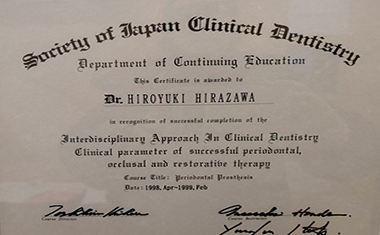 Society of Japan Clinical Dentistry
Department of Continuing Education
This Certificate is awarded to
Dr. HIROYUKI HIRAZAWA
in recognition of successful completion of the
Interdisciplinary Approach In Clinical Dentistry
Clinical parameter of successful periodontal,
occlusal and restorative therapy
Course Title: Periodontal Prosthesis
Date: 1998, Apr-1999, Feb
Course Instructor